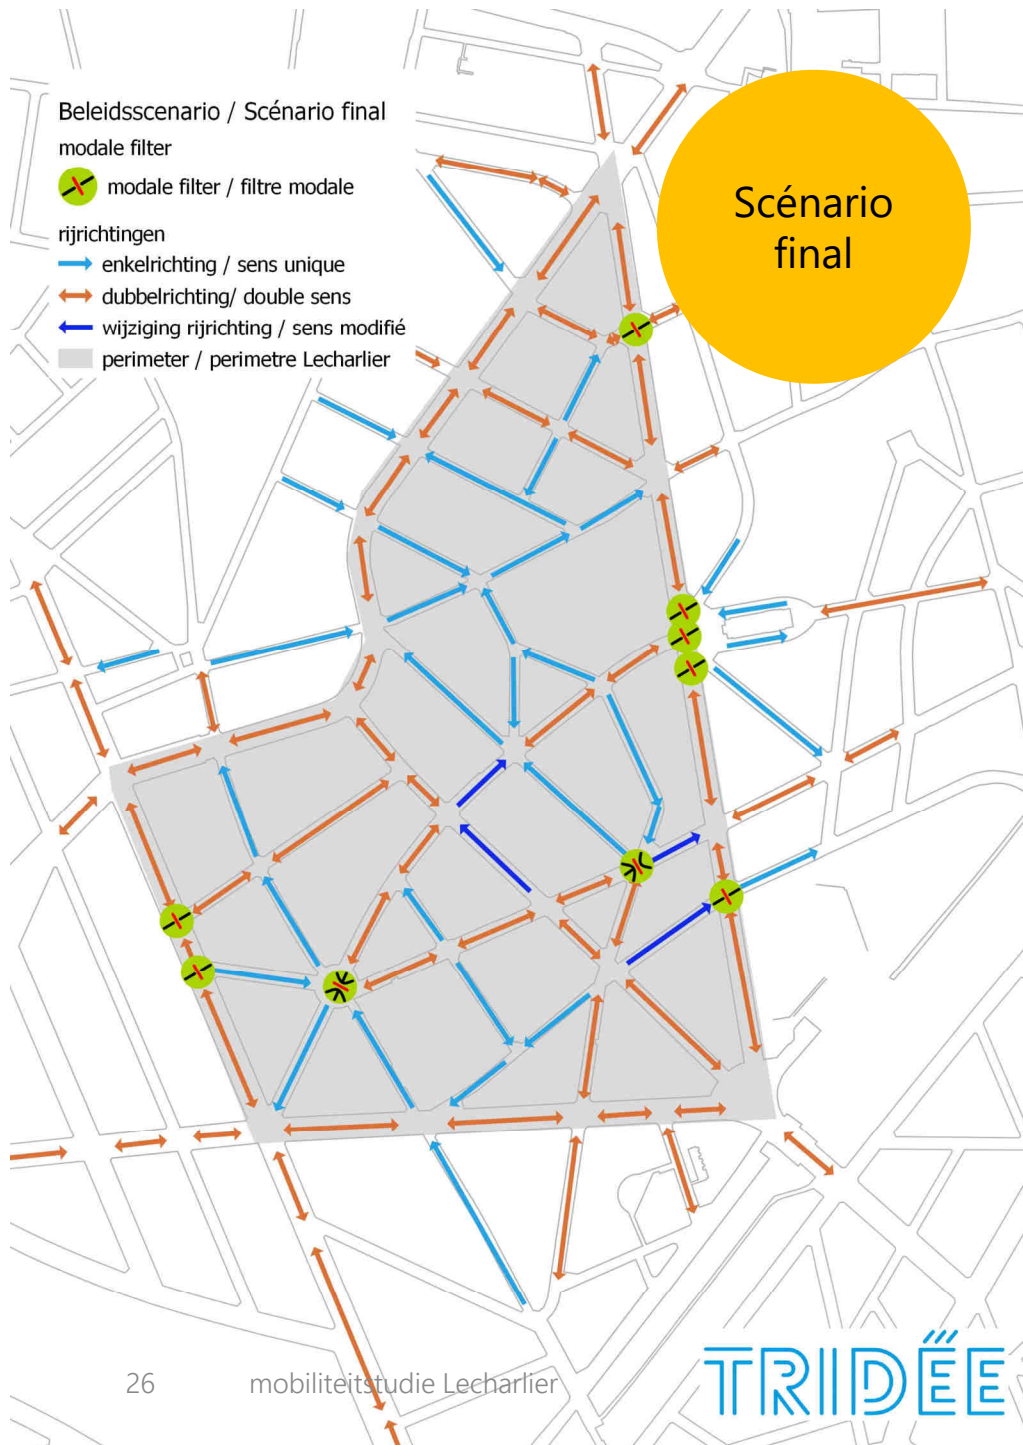 Beleidsscenario / Scénario final
modale filter
modale filter / filtre modale
rijrichtingen
enkelrichting / sens unique
dubbelrichting/ double sens
wijziging rijrichting / sens modifié
perimeter / perimetre Lecharlier
Scénario
final
26 mobiliteitstudie Lecharlier
TRIDËE